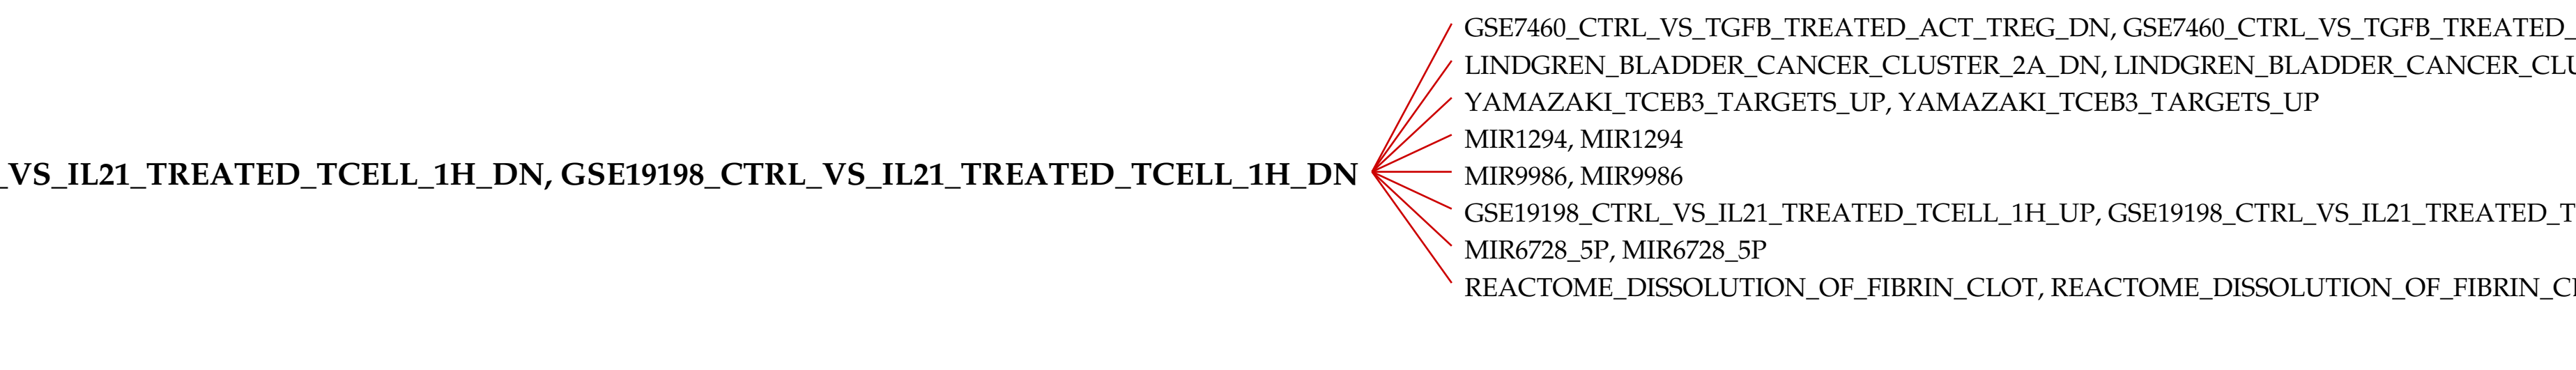 GSE7460_CTRL_VS_TGFB_TREATED_ACT_TREG_DN, GSE7460_CTRL_VS_TGFB_TREATED_
LINDGREN_BLADDER_CANCER_CLUSTER_2A_DN, LINDGREN_BLADDER_CANCER_CLU
YAMAZAKI_TCEB3_TARGETS_UP, YAMAZAKI_TCEB3_TARGETS_UP
MIR1294, MIR1294
_VS_IL21_TREATED_TCELL_1H_DN, GSE19198_CTRL_VS_IL21_TREATED_TCELL_1H_DN
MIR9986, MIR9986
GSE19198_CTRL_VS_IL21_TREATED_TCELL_1H_UP, GSE19198_CTRL_VS_IL21_TREATED_T
MIR6728_5P, MIR6728_5P
REACTOME_DISSOLUTION_OF_FIBRIN_CLOT, REACTOME_DISSOLUTION_OF_FIBRIN_CL